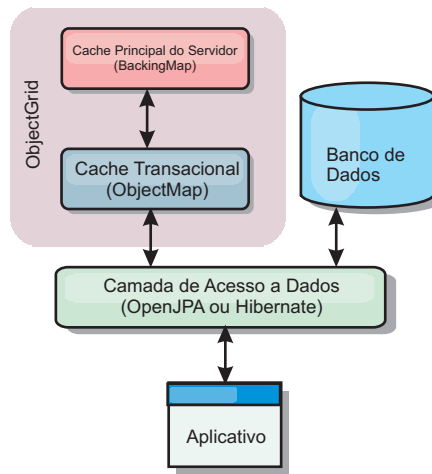 ObjectGrid
Cache Principal do Servidor
(BackingMap)
Cache Transacional
(ObjectMap)
Banco de
Dados
Camada de Acesso a Dados
(OpenJPA ou Hibernate)
Aplicativo